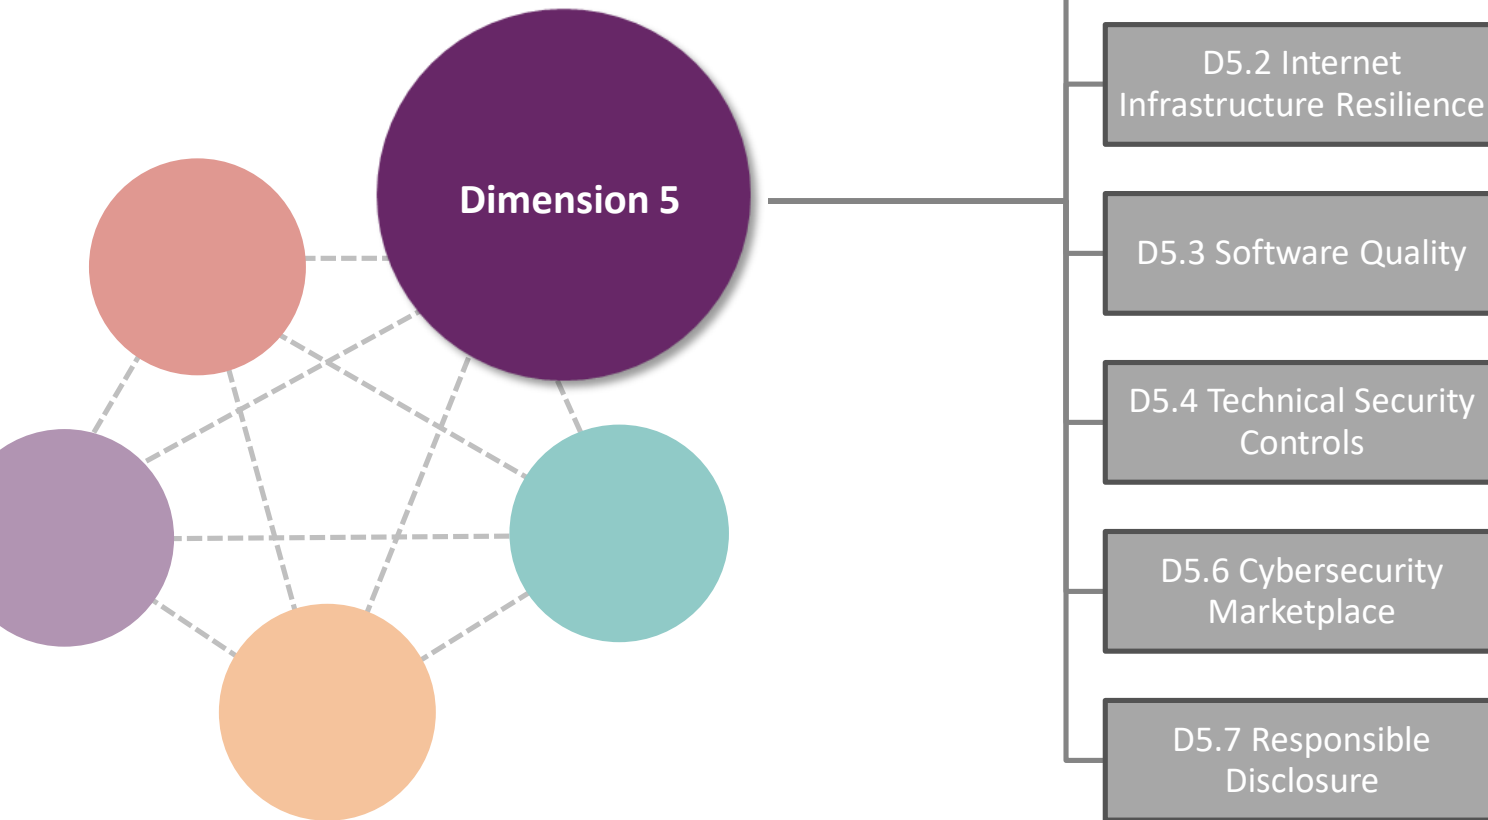 Dimension 5
D5.2 Internet
Infrastructure Resilience
D5.3 Software Quality
D5.4 Technical Security
Controls
D5.6 Cybersecurity
Marketplace
D5.7 Responsible
Disclosure